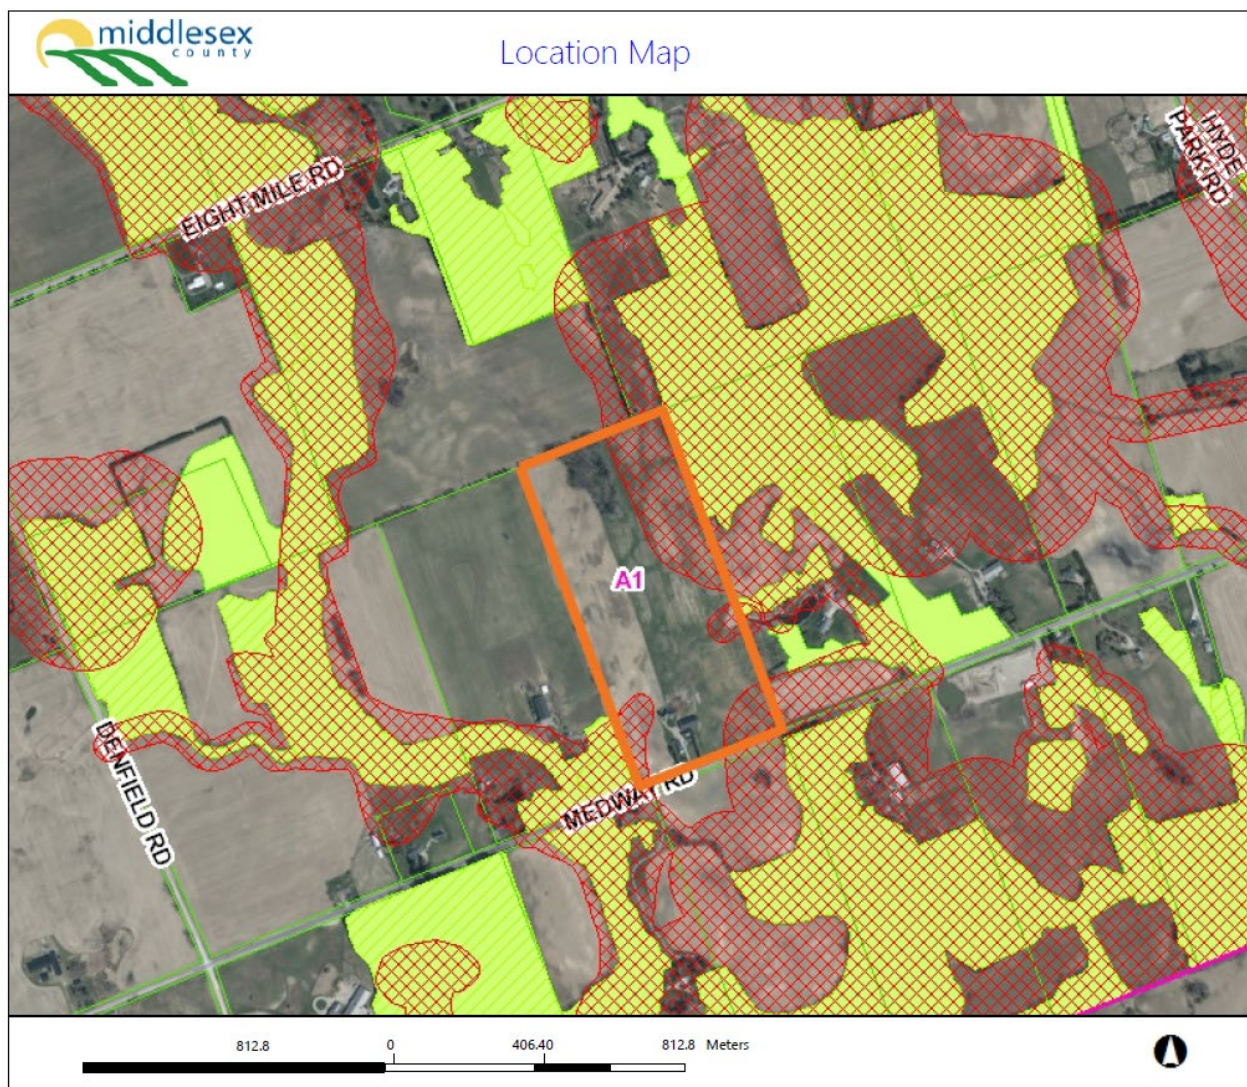 middlesex
county
Location Map
HYDE
PARK RD
EIGHT MILE RD
A1
DENFIELD RD
MEDWAY RD
812.8 0 406.40 812.8 Meters